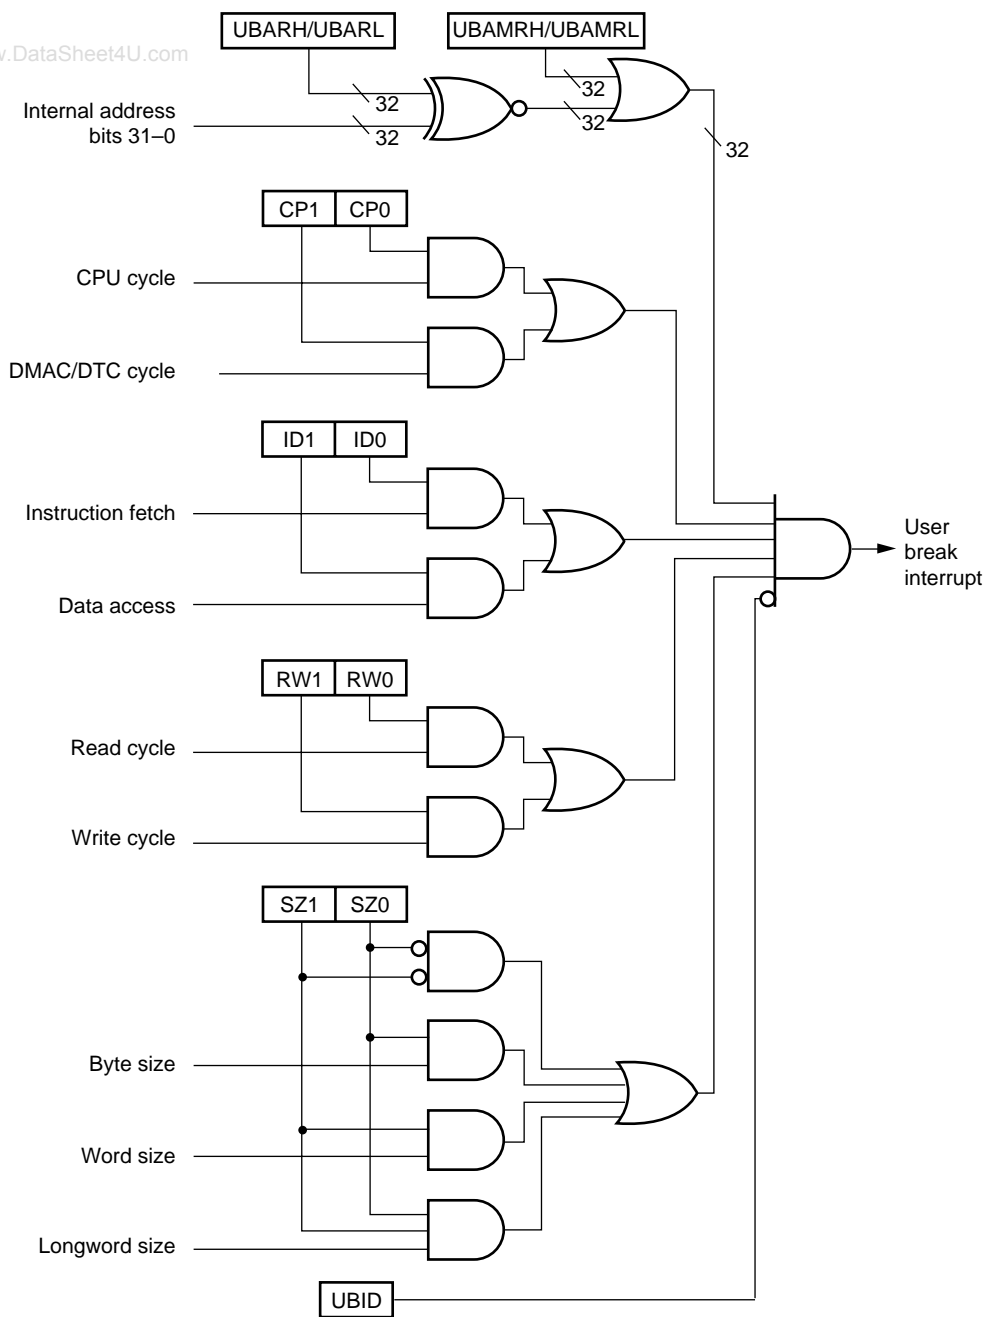 UBARH/UBARL
UBAMRH/UBAMRL
w.DataSheet4U.com
32
32
Internal address
bits 31–0
32
32
32
CP1 CP0
CPU cycle
DMAC/DTC cycle
ID1 ID0
Instruction fetch
Data access
User
break
interrupt
RW1 RW0
Read cycle
Write cycle
SZ1 SZ0
Byte size
Word size
Longword size
UBID